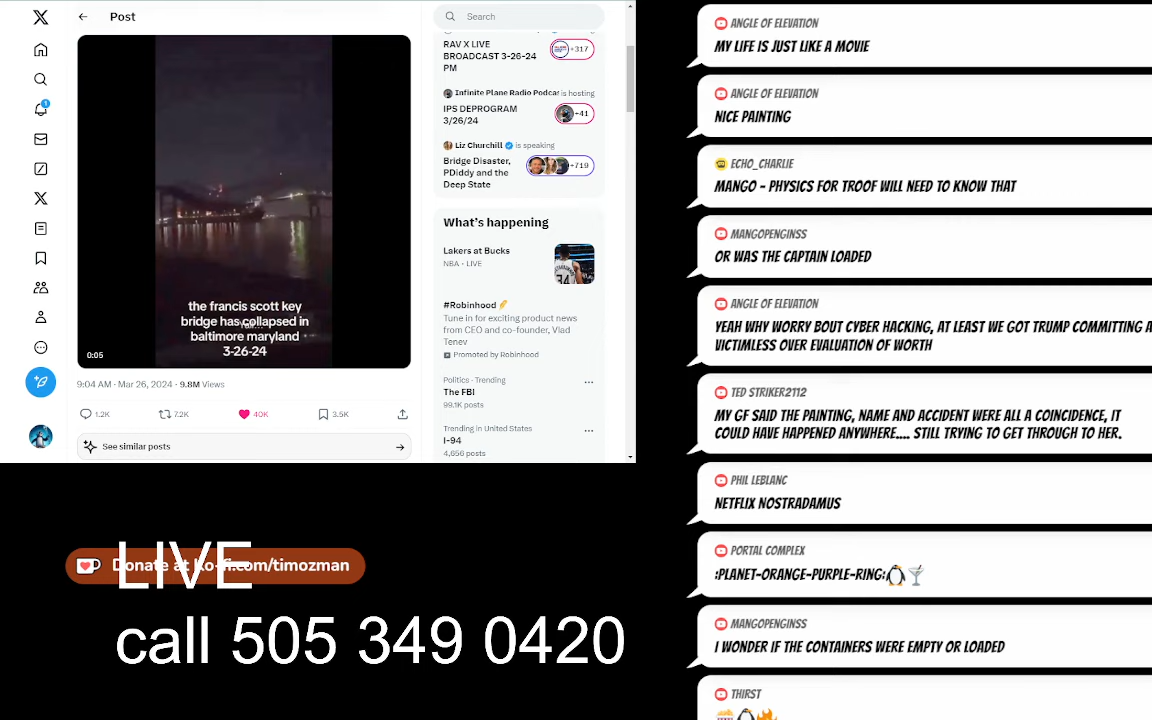 Post
Search
RAV X LIVE
BROADCAST 3-26-24
PM
+317
Infinite Plane Radio Podcas is hosting
IPS DEPROGRAM
3/26/24
+41
Liz Churchill is speaking
Bridge Disaster,
PDiddy and the
Deep State
+719
What's happening
Lakers at Bucks
NBA · LIVE
#Robinhood
Tune in for exciting product news
from CEO and co-founder, Vlad
Tenev
Promoted by Robinhood
Politics · Trending
The FBI
99.1K posts
Trending in United States
I-94
4,656 posts
the francis scott key
bridge has collapsed in
baltimore maryland
3-26-24
0:05
9:04 AM · Mar 26, 2024 · 9.8M Views
1.2K
7.2K
40K
3.5K
See similar posts
LIVE
Donate at ko-fi.com/timozman
call 505 349 0420
ANGLE OF ELEVATION
MY LIFE IS JUST LIKE A MOVIE
ANGLE OF ELEVATION
NICE PAINTING
ECHO_CHARLIE
MANGO - PHYSICS FOR TROOF WILL NEED TO KNOW THAT
MANGOPENGINSS
OR WAS THE CAPTAIN LOADED
ANGLE OF ELEVATION
YEAH WHY WORRY BOUT CYBER HACKING, AT LEAST WE GOT TRUMP COMMITTING A
VICTIMLESS OVER EVALUATION OF WORTH
TED STRIKER2112
MY GF SAID THE PAINTING, NAME AND ACCIDENT WERE ALL A COINCIDENCE, IT
COULD HAVE HAPPENED ANYWHERE.... STILL TRYING TO GET THROUGH TO HER.
PHIL LEBLANC
NETFLIX NOSTRADAMUS
PORTAL COMPLEX
:PLANET-ORANGE-PURPLE-RING:🐧🍸
MANGOPENGINSS
I WONDER IF THE CONTAINERS WERE EMPTY OR LOADED
THIRST
🍿🐧🔥